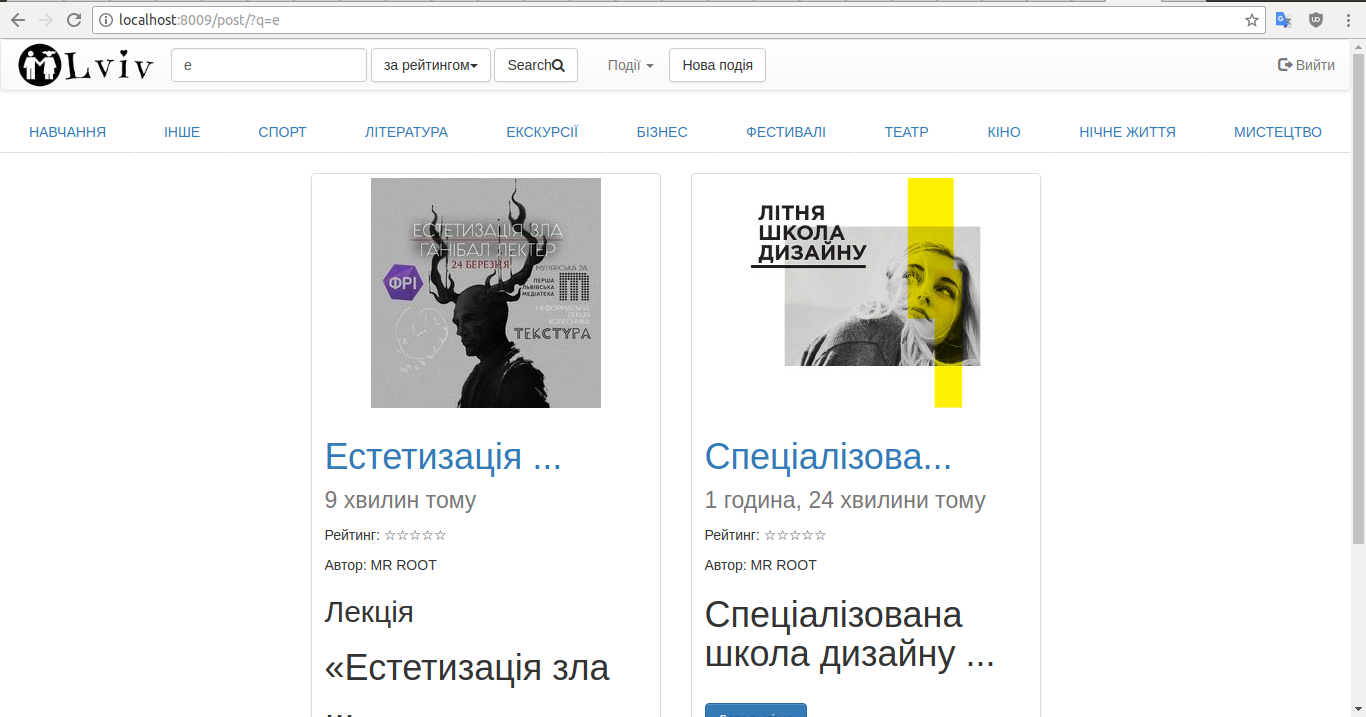 localhost:8009/post/?q=e
Lviv
e
за рейтингом
Search
Події
Нова подія
Вийти
НАВЧАННЯ
ІНШЕ
СПОРТ
ЛІТЕРАТУРА
ЕКСКУРСІЇ
БІЗНЕС
ФЕСТИВАЛІ
ТЕАТР
КІНО
НІЧНЕ ЖИТТЯ
МИСТЕЦТВО
ЕСТЕТИЗАЦІЯ ЗЛА
ГАНІБАЛ ЛЕКТЕР
24 БЕРЕЗНЯ
ФРІ
МУЛЯРСЬКА 2А
ПЕРША
ЛЬВІВСЬКА
МЕДІАТЕКА
НЕФОРМАЛЬНА
ТЕКСТУРА
Естетизація ...
9 хвилин тому
Рейтинг: ☆☆☆☆☆
Автор: MR ROOT
Лекція
«Естетизація зла
...
ЛІТНЯ
ШКОЛА
ДИЗАЙНУ
Спеціалізова...
1 година, 24 хвилини тому
Рейтинг: ☆☆☆☆☆
Автор: MR ROOT
Спеціалізована
школа дизайну ...